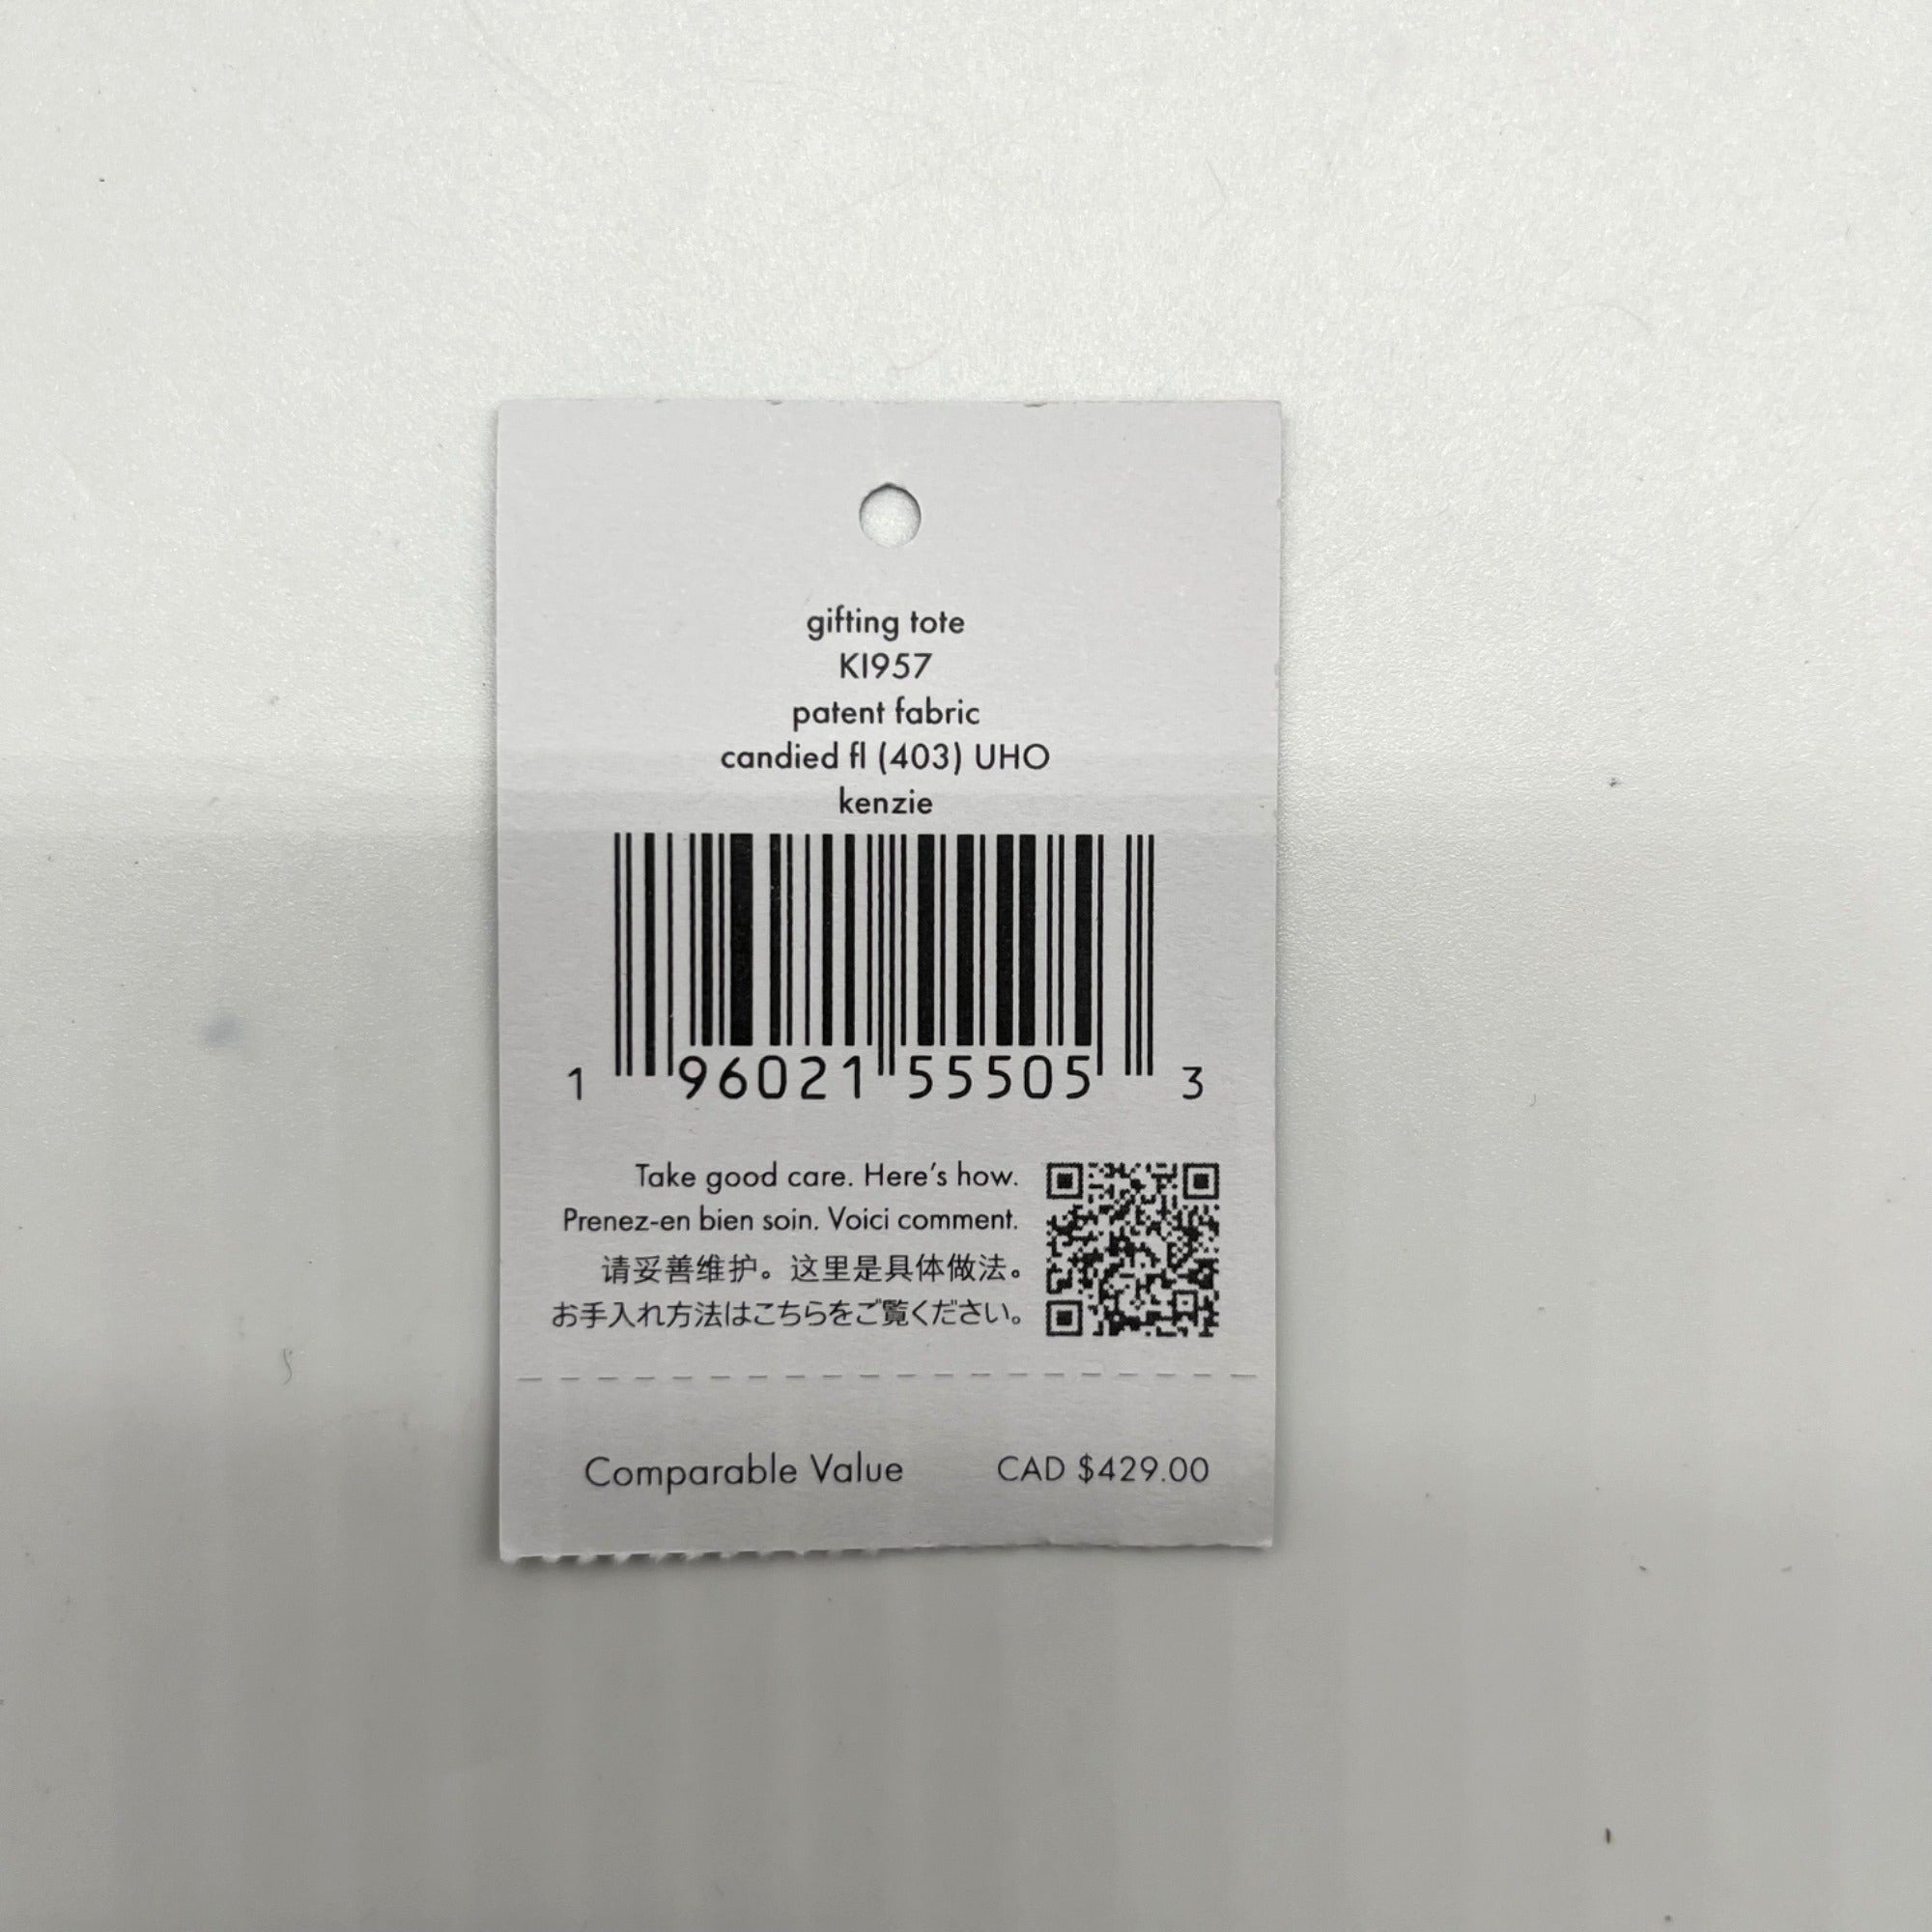 gifting tote
KI957
patent fabric
candied fl (403) UHO
kenzie
1 96021 55505 3
Take good care. Here's how.
Prenez-en bien soin. Voici comment.
请妥善维护。这里是具体做法。
お手入れ方法はこちらをご覧ください。
Comparable Value CAD $429.00